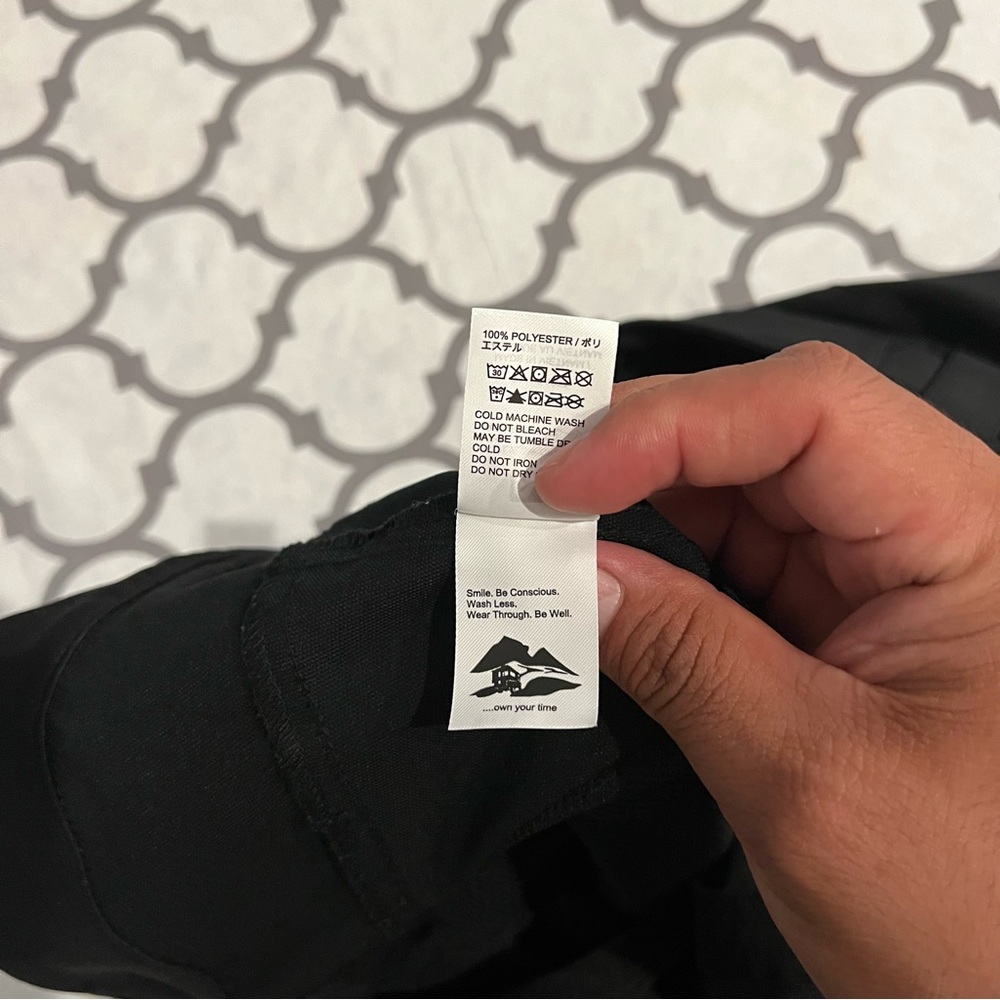 100% POLYESTER / ポリ
エステル
30
COLD MACHINE WASH
DO NOT BLEACH
MAY BE TUMBLE
COLD
DO NOT IRON
DO NOT DRY
Smile. Be Conscious.
Wash Less.
Wear Through. Be Well.
....own your time